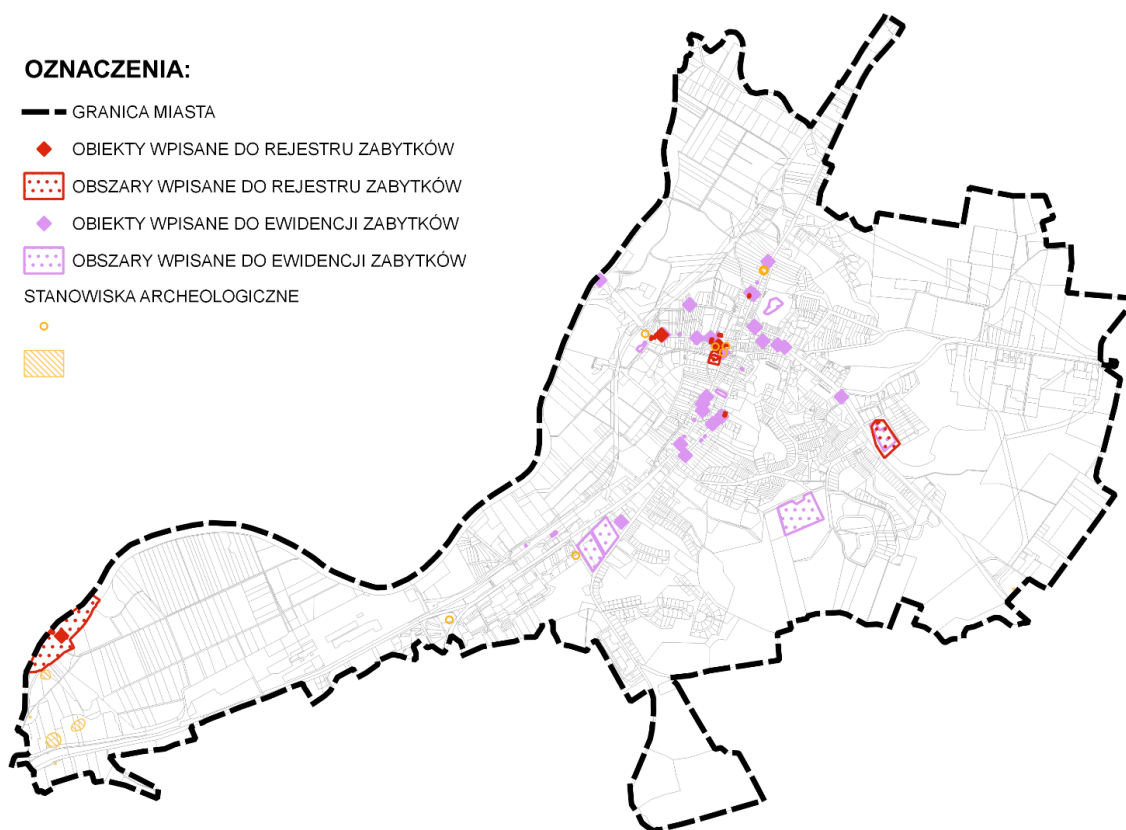 OZNACZENIA:
GRANICA MIASTA
OBIEKTY WPISANE DO REJESTRU ZABYTKÓW
OBSZARY WPISANE DO REJESTRU ZABYTKÓW
OBIEKTY WPISANE DO EWIDENCJI ZABYTKÓW
OBSZARY WPISANE DO EWIDENCJI ZABYTKÓW
STANOWISKA ARCHEOLOGICZNE